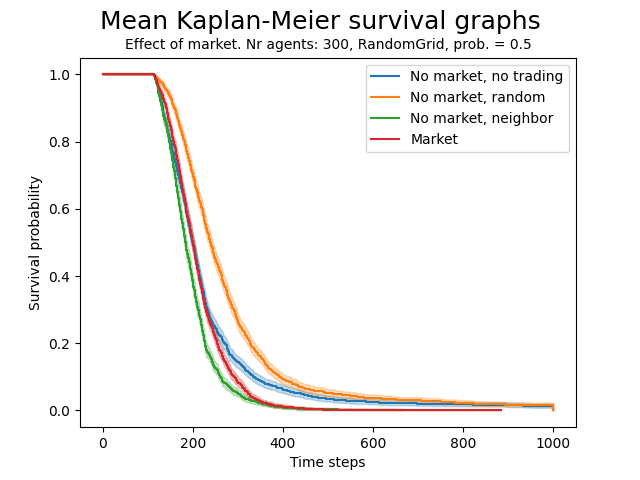 Mean Kaplan-Meier survival graphs
Effect of market. Nr agents: 300, RandomGrid, prob. = 0.5
No market, no trading
No market, random
No market, neighbor
Market
Survival probability
1.0
0.8
0.6
0.4
0.2
0.0
0 200 400 600 800 1000
Time steps